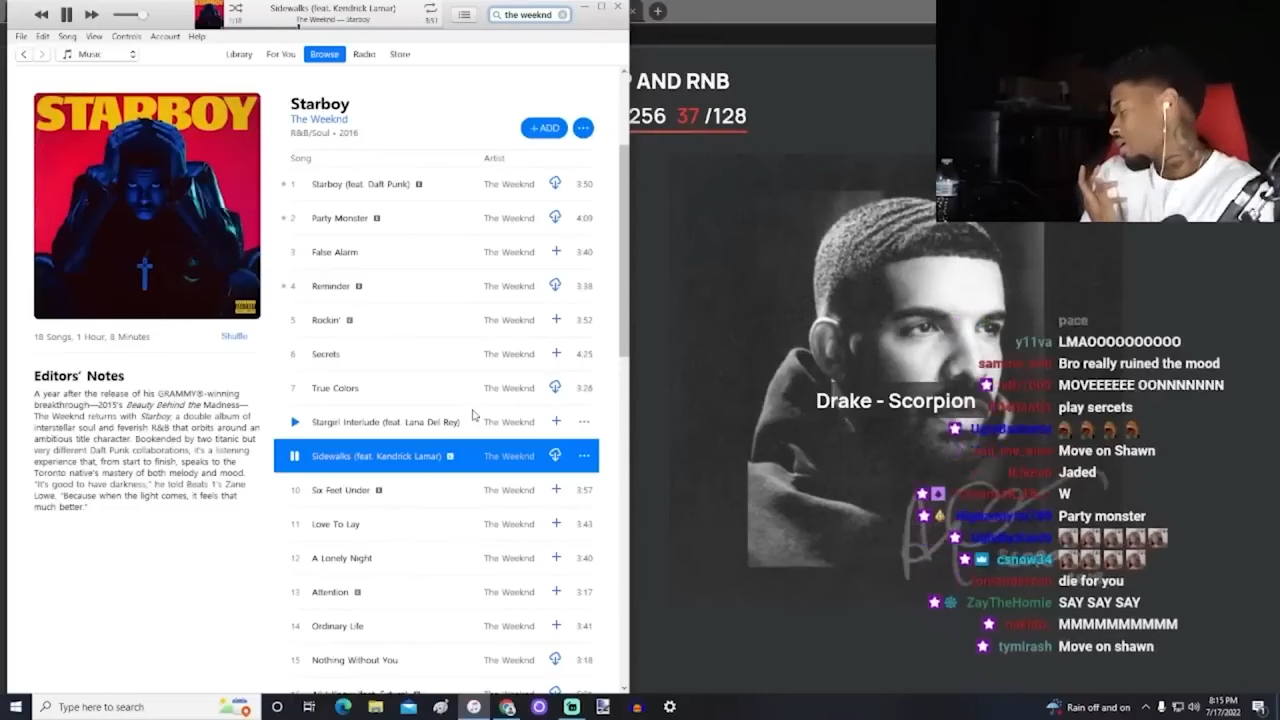 Sidewalks (feat. Kendrick Lamar)
The Weeknd — Starboy
the weeknd
File Edit Song View Controls Account Help
Music
Library For You Browse Radio Store
STARBOY
Starboy
The Weeknd
R&B/Soul • 2016
+ ADD
Song Artist
1 Starboy (feat. Daft Punk) The Weeknd 3:50
2 Party Monster The Weeknd 4:09
3 False Alarm The Weeknd 3:40
4 Reminder The Weeknd 3:38
5 Rockin' The Weeknd 3:52
6 Secrets The Weeknd 4:25
7 True Colors The Weeknd 3:26
Stargirl Interlude (feat. Lana Del Rey) The Weeknd
Sidewalks (feat. Kendrick Lamar) The Weeknd
10 Six Feet Under The Weeknd 3:57
11 Love To Lay The Weeknd 3:43
12 A Lonely Night The Weeknd 3:40
13 Attention The Weeknd 3:17
14 Ordinary Life The Weeknd 3:41
15 Nothing Without You The Weeknd 3:18
18 Songs, 1 Hour, 8 Minutes Shuffle
Editors' Notes
A year after the release of his GRAMMY®-winning
breakthrough—2015's Beauty Behind the Madness—
The Weeknd returns with Starboy, a double album of
interstellar soul and feverish R&B that orbits around an
ambitious title character. Bookended by two titanic but
very different Daft Punk collaborations, it's a listening
experience that, from start to finish, speaks to the
Toronto native's mastery of both melody and mood.
"It's good to have darkness," he told Beats 1's Zane
Lowe. "Because when the light comes, it feels that
much better."
AND RNB
256 37 /128
Drake - Scorpion
pace
y11va LMAOOOOOOOOOO
Bro really ruined the mood
MOVEEEEE OONNNNNNN
play sercets
Move on Shawn
Jaded
W
Party monster
csnow34
die for you
ZayTheHomie SAY SAY SAY
MMMMMMMMMM
tymirash Move on shawn
Type here to search
Rain off and on
8:15 PM
7/17/2022